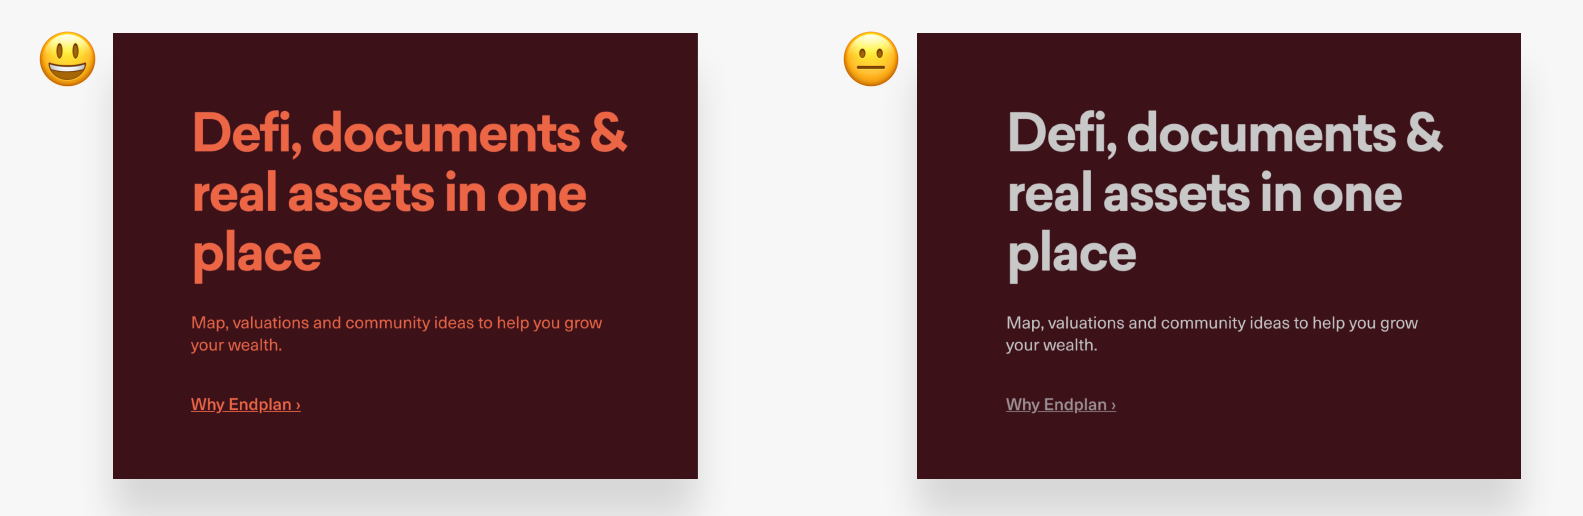 Defi, documents &
real assets in one
place
Map, valuations and community ideas to help you grow
your wealth.
Why Endplan ›
Defi, documents &
real assets in one
place
Map, valuations and community ideas to help you grow
your wealth.
Why Endplan ›